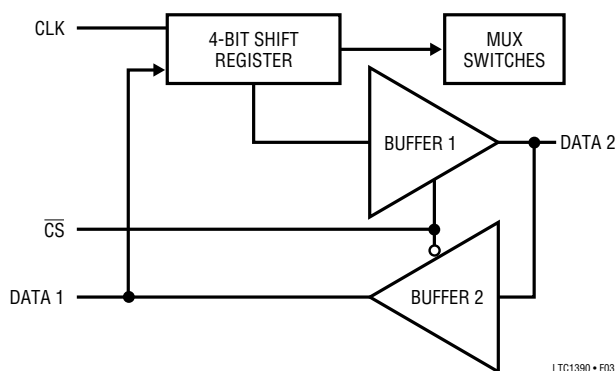 CLK
4-BIT SHIFT
REGISTER
MUX
SWITCHES
BUFFER 1
DATA 2
CS
DATA 1
BUFFER 2
LTC1390 • F03